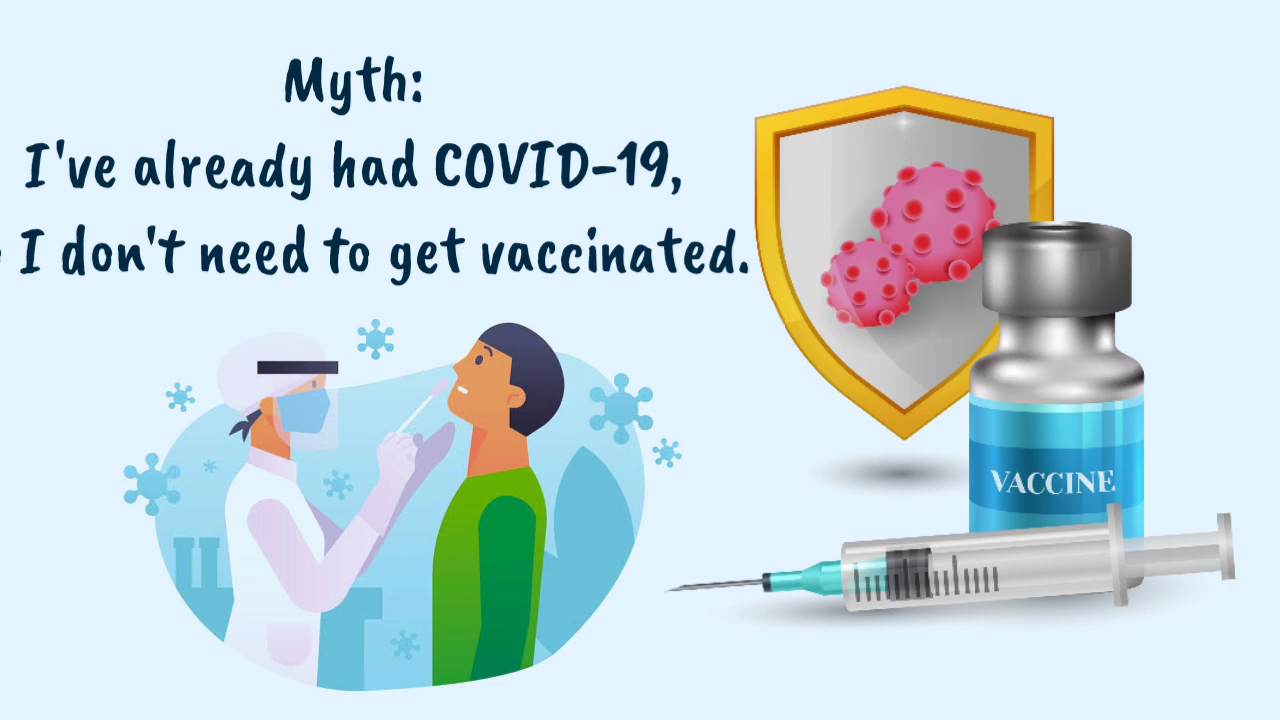 Myth:
I've already had COVID-19,
I don't need to get vaccinated.
VACCINE